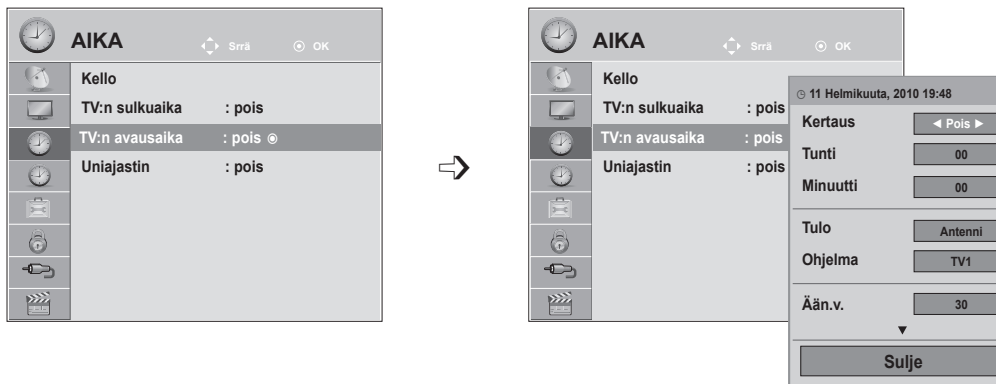 AIKA Srrä OK
Kello
TV:n sulkuaika : pois
TV:n avausaika : pois
Uniajastin : pois
AIKA Srrä OK
Kello
TV:n sulkuaika : pois
TV:n avausaika : pois
Uniajastin : pois
11 Helmikuuta, 2010 19:48
Kertaus ◄ Pois ►
Tunti 00
Minuutti 00
Tulo Antenni
Ohjelma TV1
Ään.v. 30
▼
Sulje